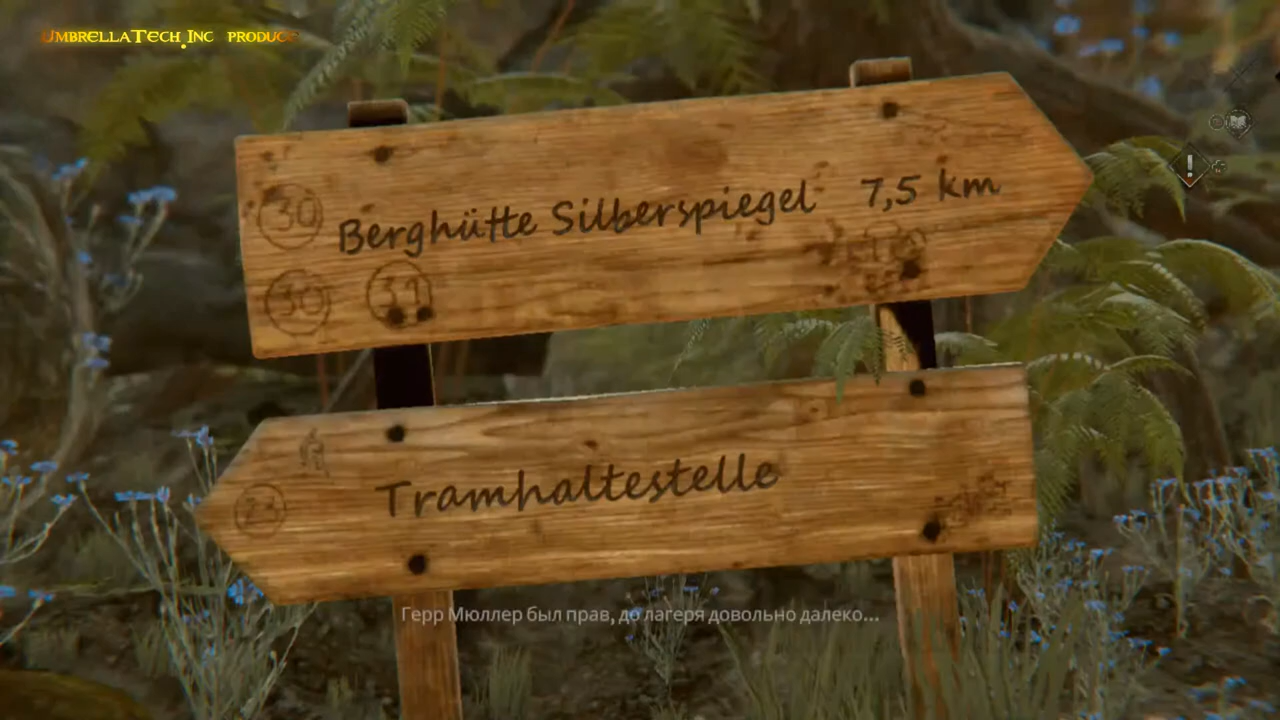 UmbrellaTech.Inc produc
30 Berghütte Silberspiegel 7,5 km
30 31
Tramhaltestelle
23
Герр Мюллер был прав, до лагеря довольно далеко...